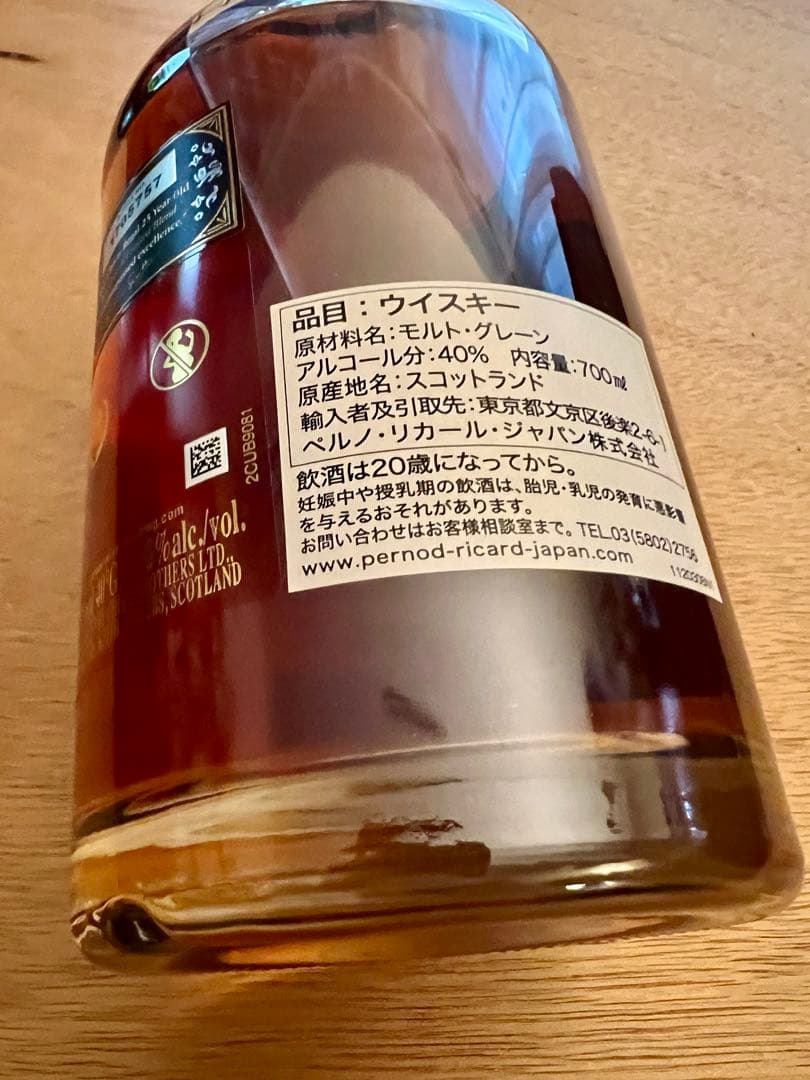 25 Year Old
Blend
excellence."
2CUB9081
%alc./vol.
OTHERS LTD.,
SCOTLAND
品目：ウイスキー
原材料名：モルト・グレーン
アルコール分：40% 内容量：700㎖
原産地名：スコットランド
輸入者及引取先：東京都文京区後楽2-6-1
ペルノ・リカール・ジャパン株式会社
飲酒は20歳になってから。
妊娠中や授乳期の飲酒は、胎児・乳児の発育に悪影響
を与えるおそれがあります。
お問い合わせはお客様相談室まで。TEL.03(5802)2756
www.pernod-ricard-japan.com